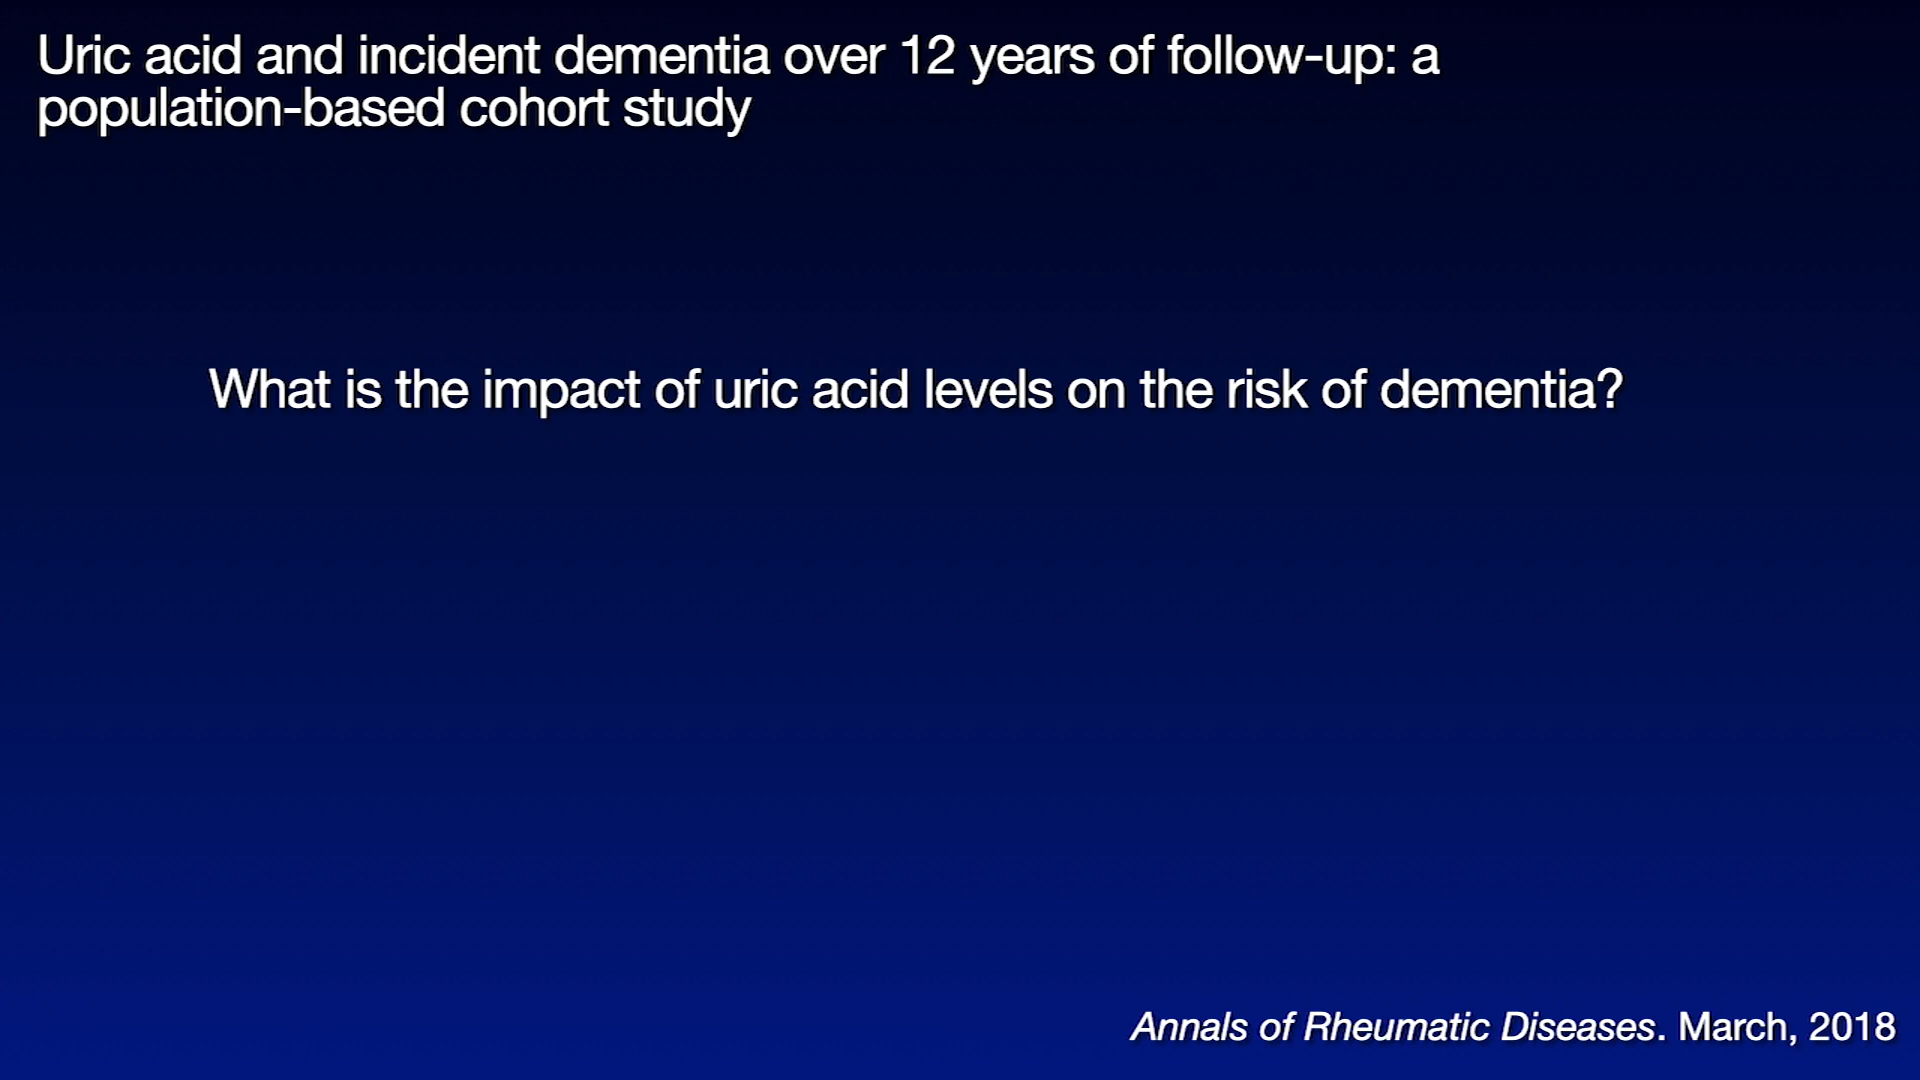 Uric acid and incident dementia over 12 years of follow-up: a
population-based cohort study
What is the impact of uric acid levels on the risk of dementia?
Annals of Rheumatic Diseases. March, 2018